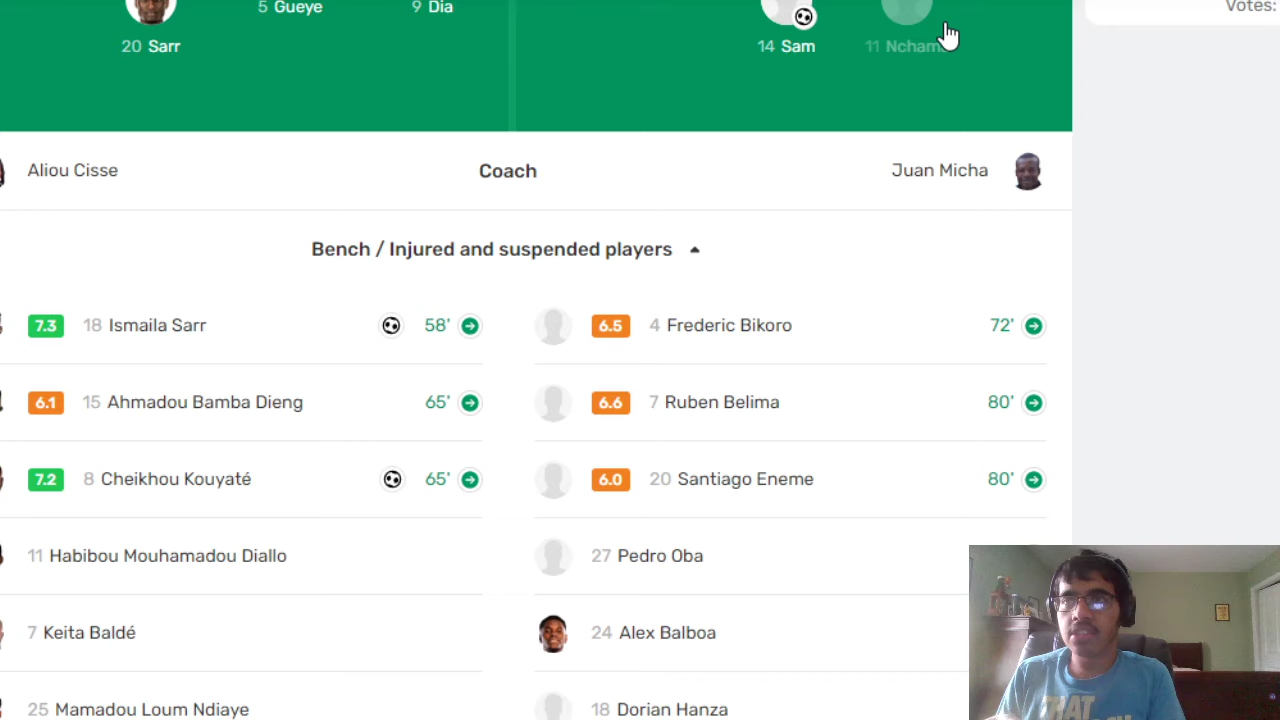 5 Gueye
9 Dia
Votes:
20 Sarr
14 Sam
11 Ncham
Aliou Cisse
Coach
Juan Micha
Bench / Injured and suspended players
7.3 18 Ismaila Sarr 58'
6.5 4 Frederic Bikoro 72'
6.1 15 Ahmadou Bamba Dieng 65'
6.6 7 Ruben Belima 80'
7.2 8 Cheikhou Kouyaté 65'
6.0 20 Santiago Eneme 80'
11 Habibou Mouhamadou Diallo
27 Pedro Oba
7 Keita Baldé
24 Alex Balboa
25 Mamadou Loum Ndiaye
18 Dorian Hanza
THAT